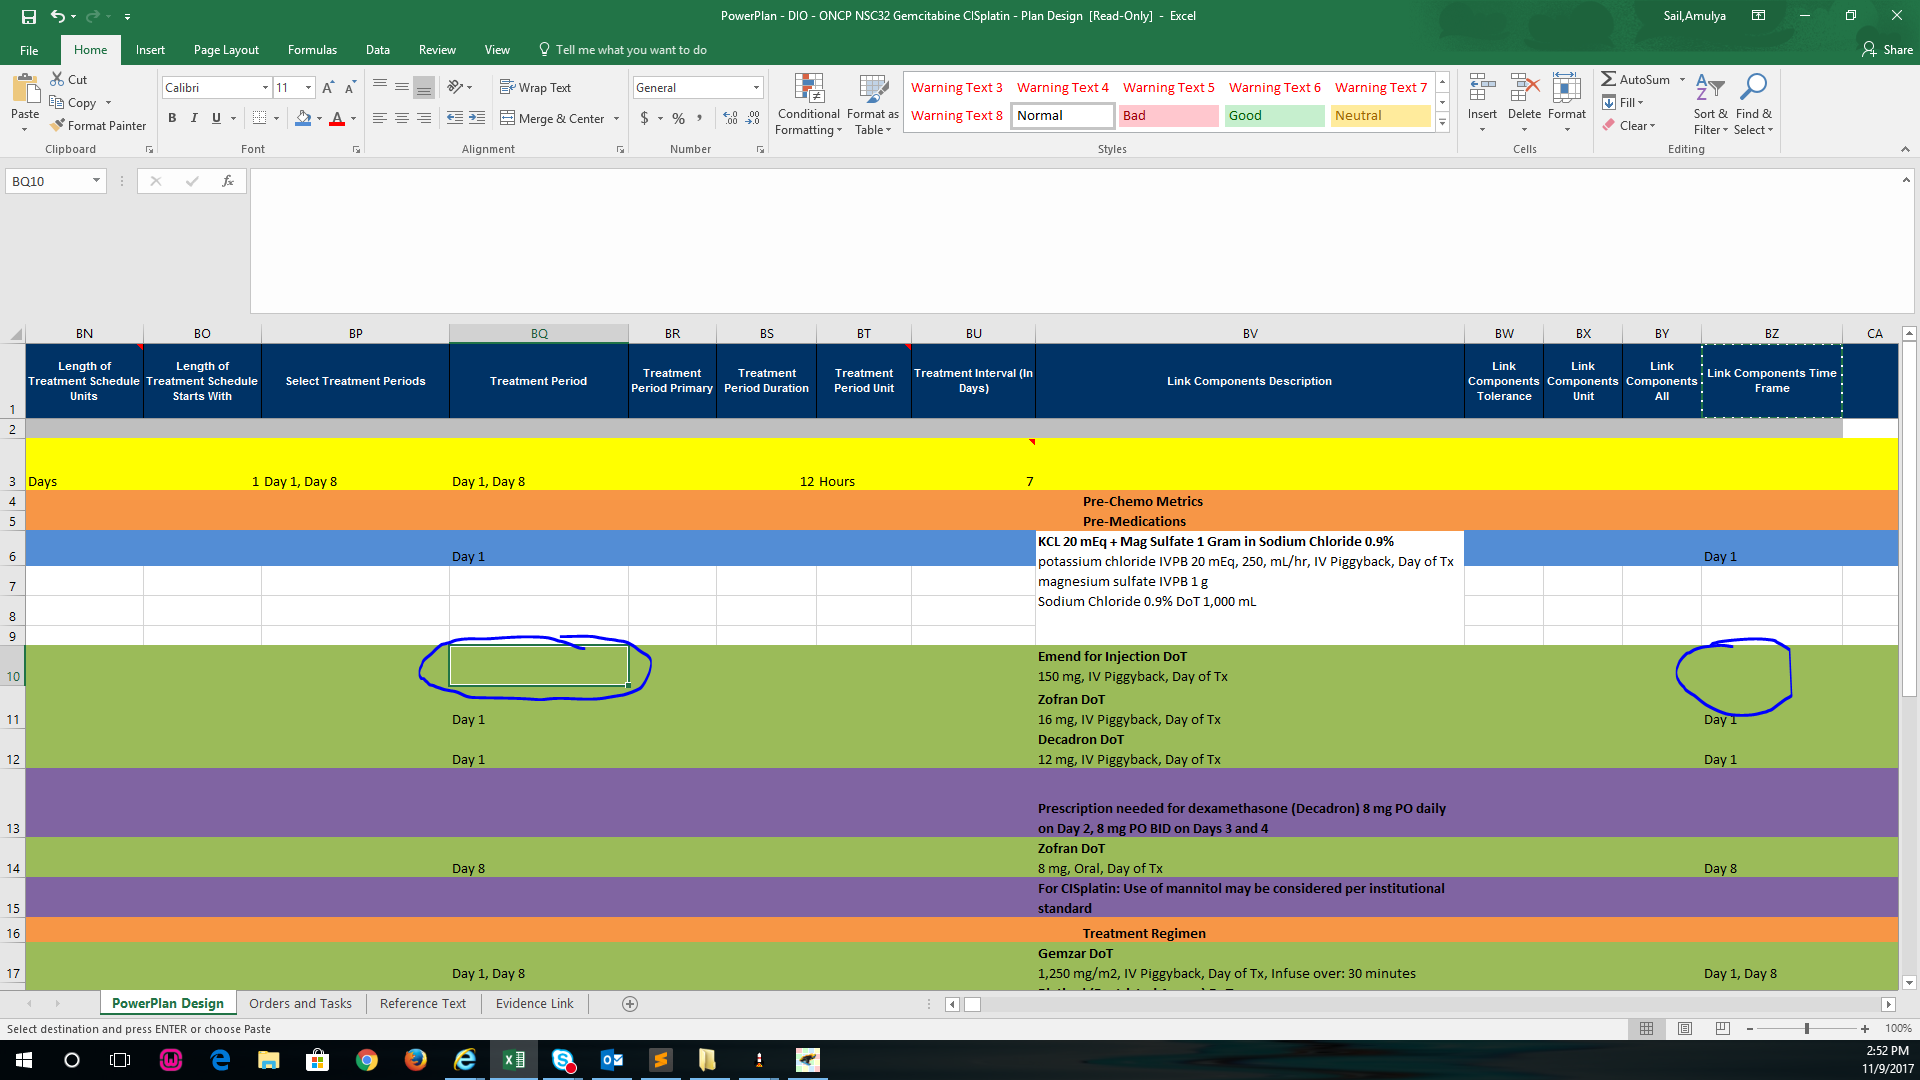 PowerPlan - DIO - ONCP NSC32 Gemcitabine CISplatin - Plan Design [Read-Only] - Excel
Sail,Amulya
File Home Insert Page Layout Formulas Data Review View Tell me what you want to do Share
Cut
Copy
Format Painter
Paste
Clipboard
Calibri 11
B I U
Font
Wrap Text
Merge & Center
Alignment
General
$ % ,
Number
Conditional Formatting
Format as Table
Warning Text 3 Warning Text 4 Warning Text 5 Warning Text 6 Warning Text 7
Warning Text 8 Normal Bad Good Neutral
Styles
Insert Delete Format
Cells
AutoSum
Fill
Clear
Sort & Filter
Find & Select
Editing
BQ10
fx
BN BO BP BQ BR BS BT BU BV BW BX BY BZ CA
1 Length of Treatment Schedule Units Length of Treatment Schedule Starts With Select Treatment Periods Treatment Period Treatment Period Primary Treatment Period Duration Treatment Period Unit Treatment Interval (In Days) Link Components Description Link Components Tolerance Link Components Unit Link Components All Link Components Time Frame
2
3 Days 1 Day 1, Day 8 Day 1, Day 8 12 Hours 7
4 Pre-Chemo Metrics
5 Pre-Medications
KCL 20 mEq + Mag Sulfate 1 Gram in Sodium Chloride 0.9%
6 Day 1 Day 1
potassium chloride IVPB 20 mEq, 250, mL/hr, IV Piggyback, Day of Tx
7 magnesium sulfate IVPB 1 g
8 Sodium Chloride 0.9% DoT 1,000 mL
9
Emend for Injection DoT
10 150 mg, IV Piggyback, Day of Tx
Zofran DoT
11 Day 1 16 mg, IV Piggyback, Day of Tx Day 1
Decadron DoT
12 Day 1 12 mg, IV Piggyback, Day of Tx Day 1
Prescription needed for dexamethasone (Decadron) 8 mg PO daily
13 on Day 2, 8 mg PO BID on Days 3 and 4
Zofran DoT
14 Day 8 8 mg, Oral, Day of Tx Day 8
For CISplatin: Use of mannitol may be considered per institutional
15 standard
16 Treatment Regimen
Gemzar DoT
17 Day 1, Day 8 1,250 mg/m2, IV Piggyback, Day of Tx, Infuse over: 30 minutes Day 1, Day 8
PowerPlan Design Orders and Tasks Reference Text Evidence Link
Select destination and press ENTER or choose Paste
100%
2:52 PM
11/9/2017